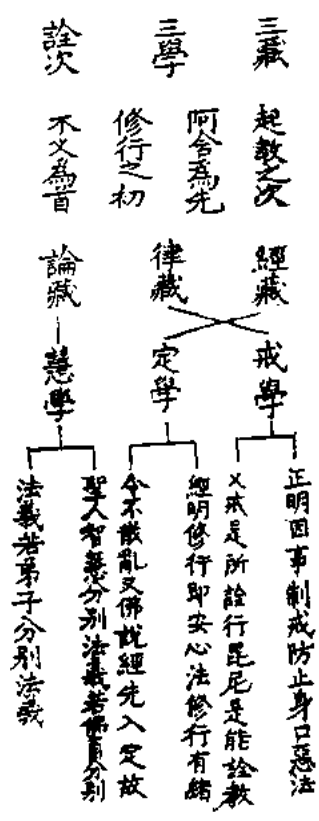 三藏
三學
詮次
起教之次
阿含為先
修行之初
木叉為首
經藏
律藏
論藏
戒學
定學
慧學
正明因事制戒防止身口惡法
又戒是所詮行毘尼是能詮教
經明修行即安心法修行有緒
令不散亂又佛說經先入定故
聖人智慧分別法義若佛自分別
法義若弟子分別法義